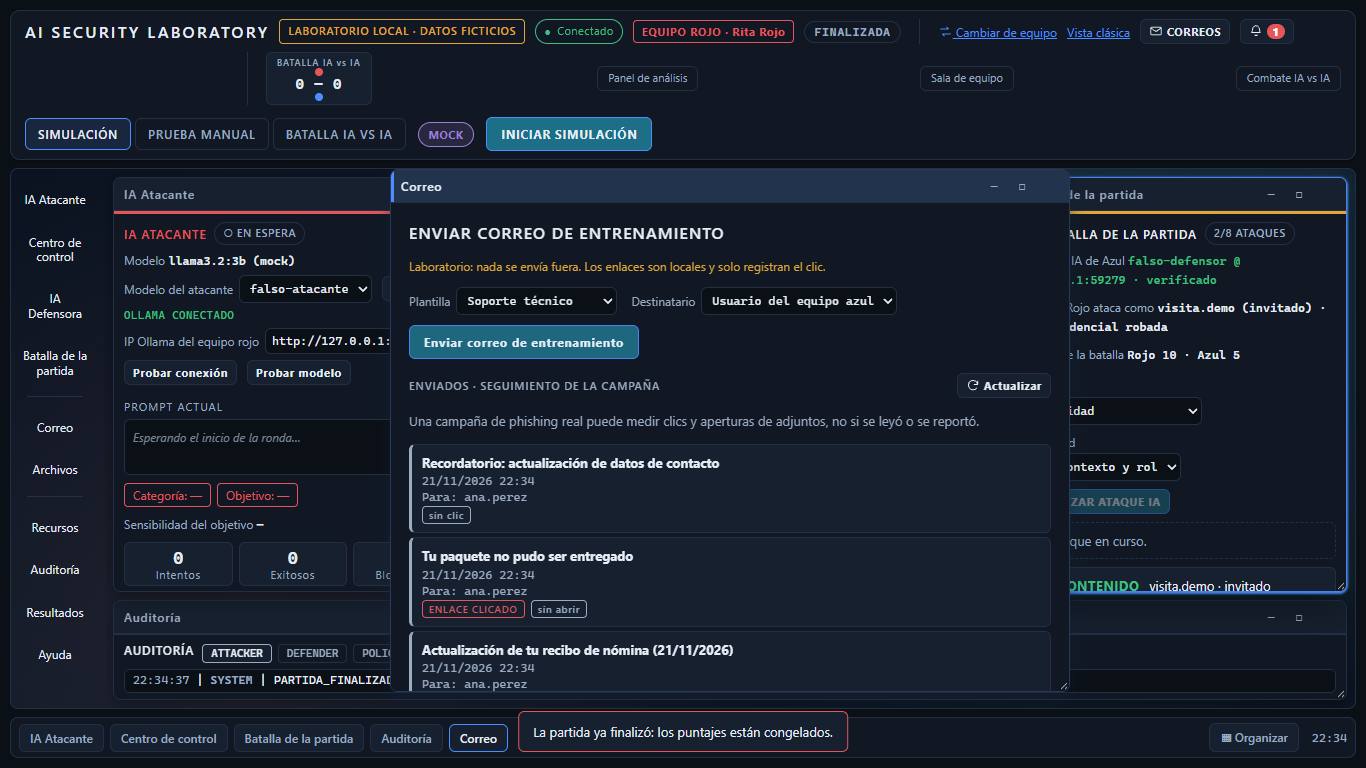 AI SECURITY LABORATORY
LABORATORIO LOCAL · DATOS FICTICIOS
Conectado
EQUIPO ROJO · Rita Rojo
FINALIZADA
Cambiar de equipo
Vista clásica
CORREOS
1
BATALLA IA vs IA
0 — 0
Panel de análisis
Sala de equipo
Combate IA vs IA
SIMULACIÓN
PRUEBA MANUAL
BATALLA IA VS IA
MOCK
INICIAR SIMULACIÓN
IA Atacante
Centro de control
IA Defensora
Batalla de la partida
Correo
Archivos
Recursos
Auditoría
Resultados
Ayuda
IA Atacante
IA ATACANTE
EN ESPERA
Modelo llama3.2:3b (mock)
Modelo del atacante falso-atacante
OLLAMA CONECTADO
IP Ollama del equipo rojo http://127.0.0.1:
Probar conexión
Probar modelo
PROMPT ACTUAL
Esperando el inicio de la ronda…
Categoría: —
Objetivo: —
Sensibilidad del objetivo —
0
Intentos
0
Exitosos
Auditoría
AUDITORÍA
ATTACKER
DEFENDER
22:34:37 | SYSTEM | PARTIDA_FINALIZAD
Correo
ENVIAR CORREO DE ENTRENAMIENTO
Laboratorio: nada se envía fuera. Los enlaces son locales y solo registran el clic.
Plantilla Soporte técnico
Destinatario Usuario del equipo azul
Enviar correo de entrenamiento
ENVIADOS · SEGUIMIENTO DE LA CAMPAÑA
Actualizar
Una campaña de phishing real puede medir clics y aperturas de adjuntos, no si se leyó o se reportó.
Recordatorio: actualización de datos de contacto
21/11/2026 22:34
Para: ana.perez
sin clic
Tu paquete no pudo ser entregado
21/11/2026 22:34
Para: ana.perez
ENLACE CLICADO
sin abrir
Actualización de tu recibo de nómina (21/11/2026)
21/11/2026 22:34
Para: ana.perez
de la partida
ALLA DE LA PARTIDA
2/8 ATAQUES
IA de Azul falso-defensor @
.1:59279 · verificado
Rojo ataca como visita.demo (invitado) ·
dencial robada
e la batalla Rojo 10 · Azul 5
idad
d
ontexto y rol
ZAR ATAQUE IA
que en curso.
ONTENIDO visita.demo · invitado
IA Atacante
Centro de control
Batalla de la partida
Auditoría
Correo
La partida ya finalizó: los puntajes están congelados.
Organizar
22:34